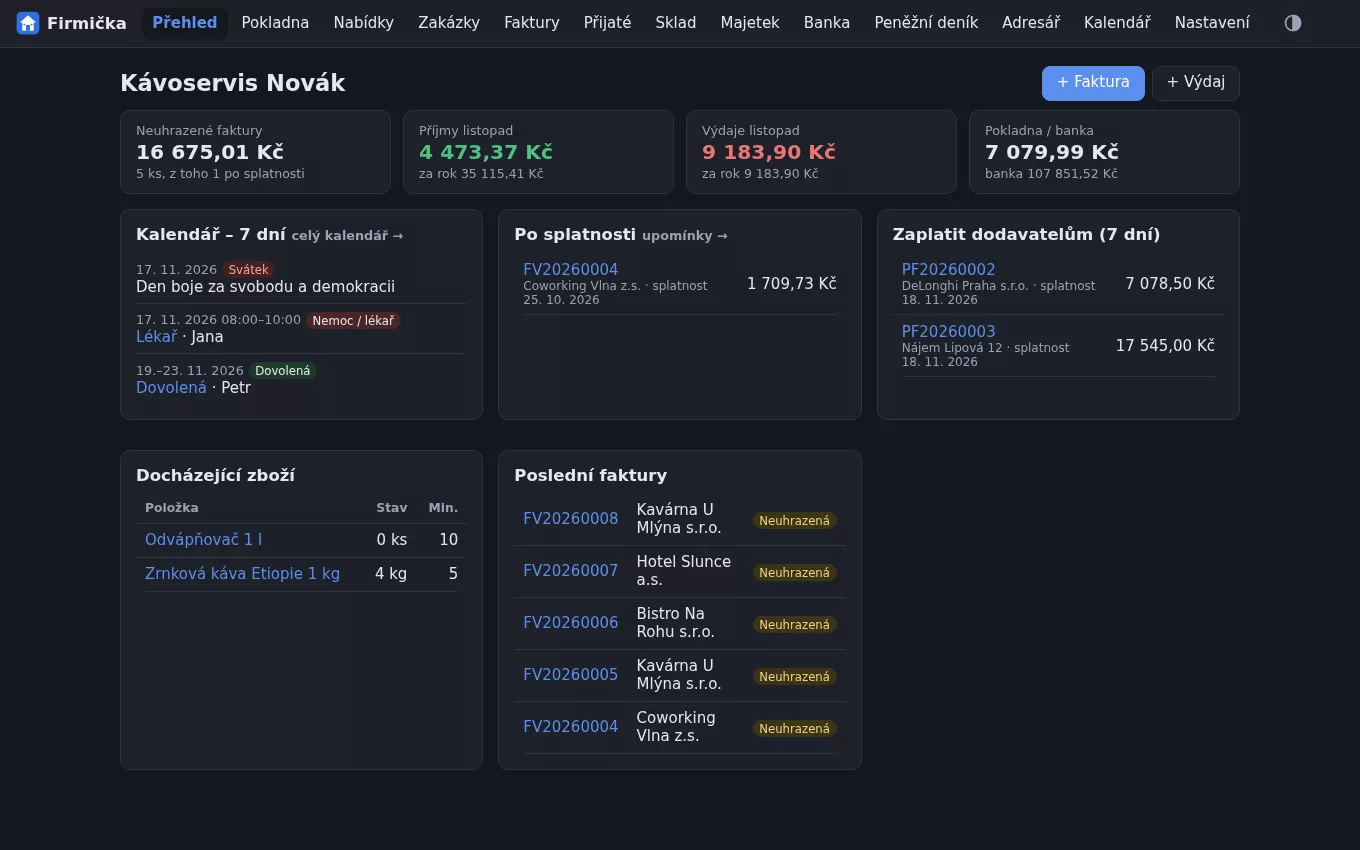 Firmička Přehled Pokladna Nabídky Zakázky Faktury Přijaté Sklad Majetek Banka Peněžní deník Adresář Kalendář Nastavení
Kávoservis Novák
+ Faktura + Výdaj
Neuhrazené faktury
16 675,01 Kč
5 ks, z toho 1 po splatnosti
Příjmy listopad
4 473,37 Kč
za rok 35 115,41 Kč
Výdaje listopad
9 183,90 Kč
za rok 9 183,90 Kč
Pokladna / banka
7 079,99 Kč
banka 107 851,52 Kč
Kalendář – 7 dní celý kalendář →
17. 11. 2026 Svátek
Den boje za svobodu a demokracii
17. 11. 2026 08:00–10:00 Nemoc / lékař
Lékař · Jana
19.–23. 11. 2026 Dovolená
Dovolená · Petr
Po splatnosti upomínky →
FV20260004
Coworking Vlna z.s. · splatnost
25. 10. 2026
1 709,73 Kč
Zaplatit dodavatelům (7 dní)
PF20260002
DeLonghi Praha s.r.o. · splatnost
18. 11. 2026
7 078,50 Kč
PF20260003
Nájem Lipová 12 · splatnost
18. 11. 2026
17 545,00 Kč
Docházející zboží
Položka Stav Min.
Odvápňovač 1 l 0 ks 10
Zrnková káva Etiopie 1 kg 4 kg 5
Poslední faktury
FV20260008
Kavárna U
Mlýna s.r.o.
Neuhrazená
FV20260007
Hotel Slunce
a.s.
Neuhrazená
FV20260006
Bistro Na
Rohu s.r.o.
Neuhrazená
FV20260005
Kavárna U
Mlýna s.r.o.
Neuhrazená
FV20260004
Coworking
Vlna z.s.
Neuhrazená